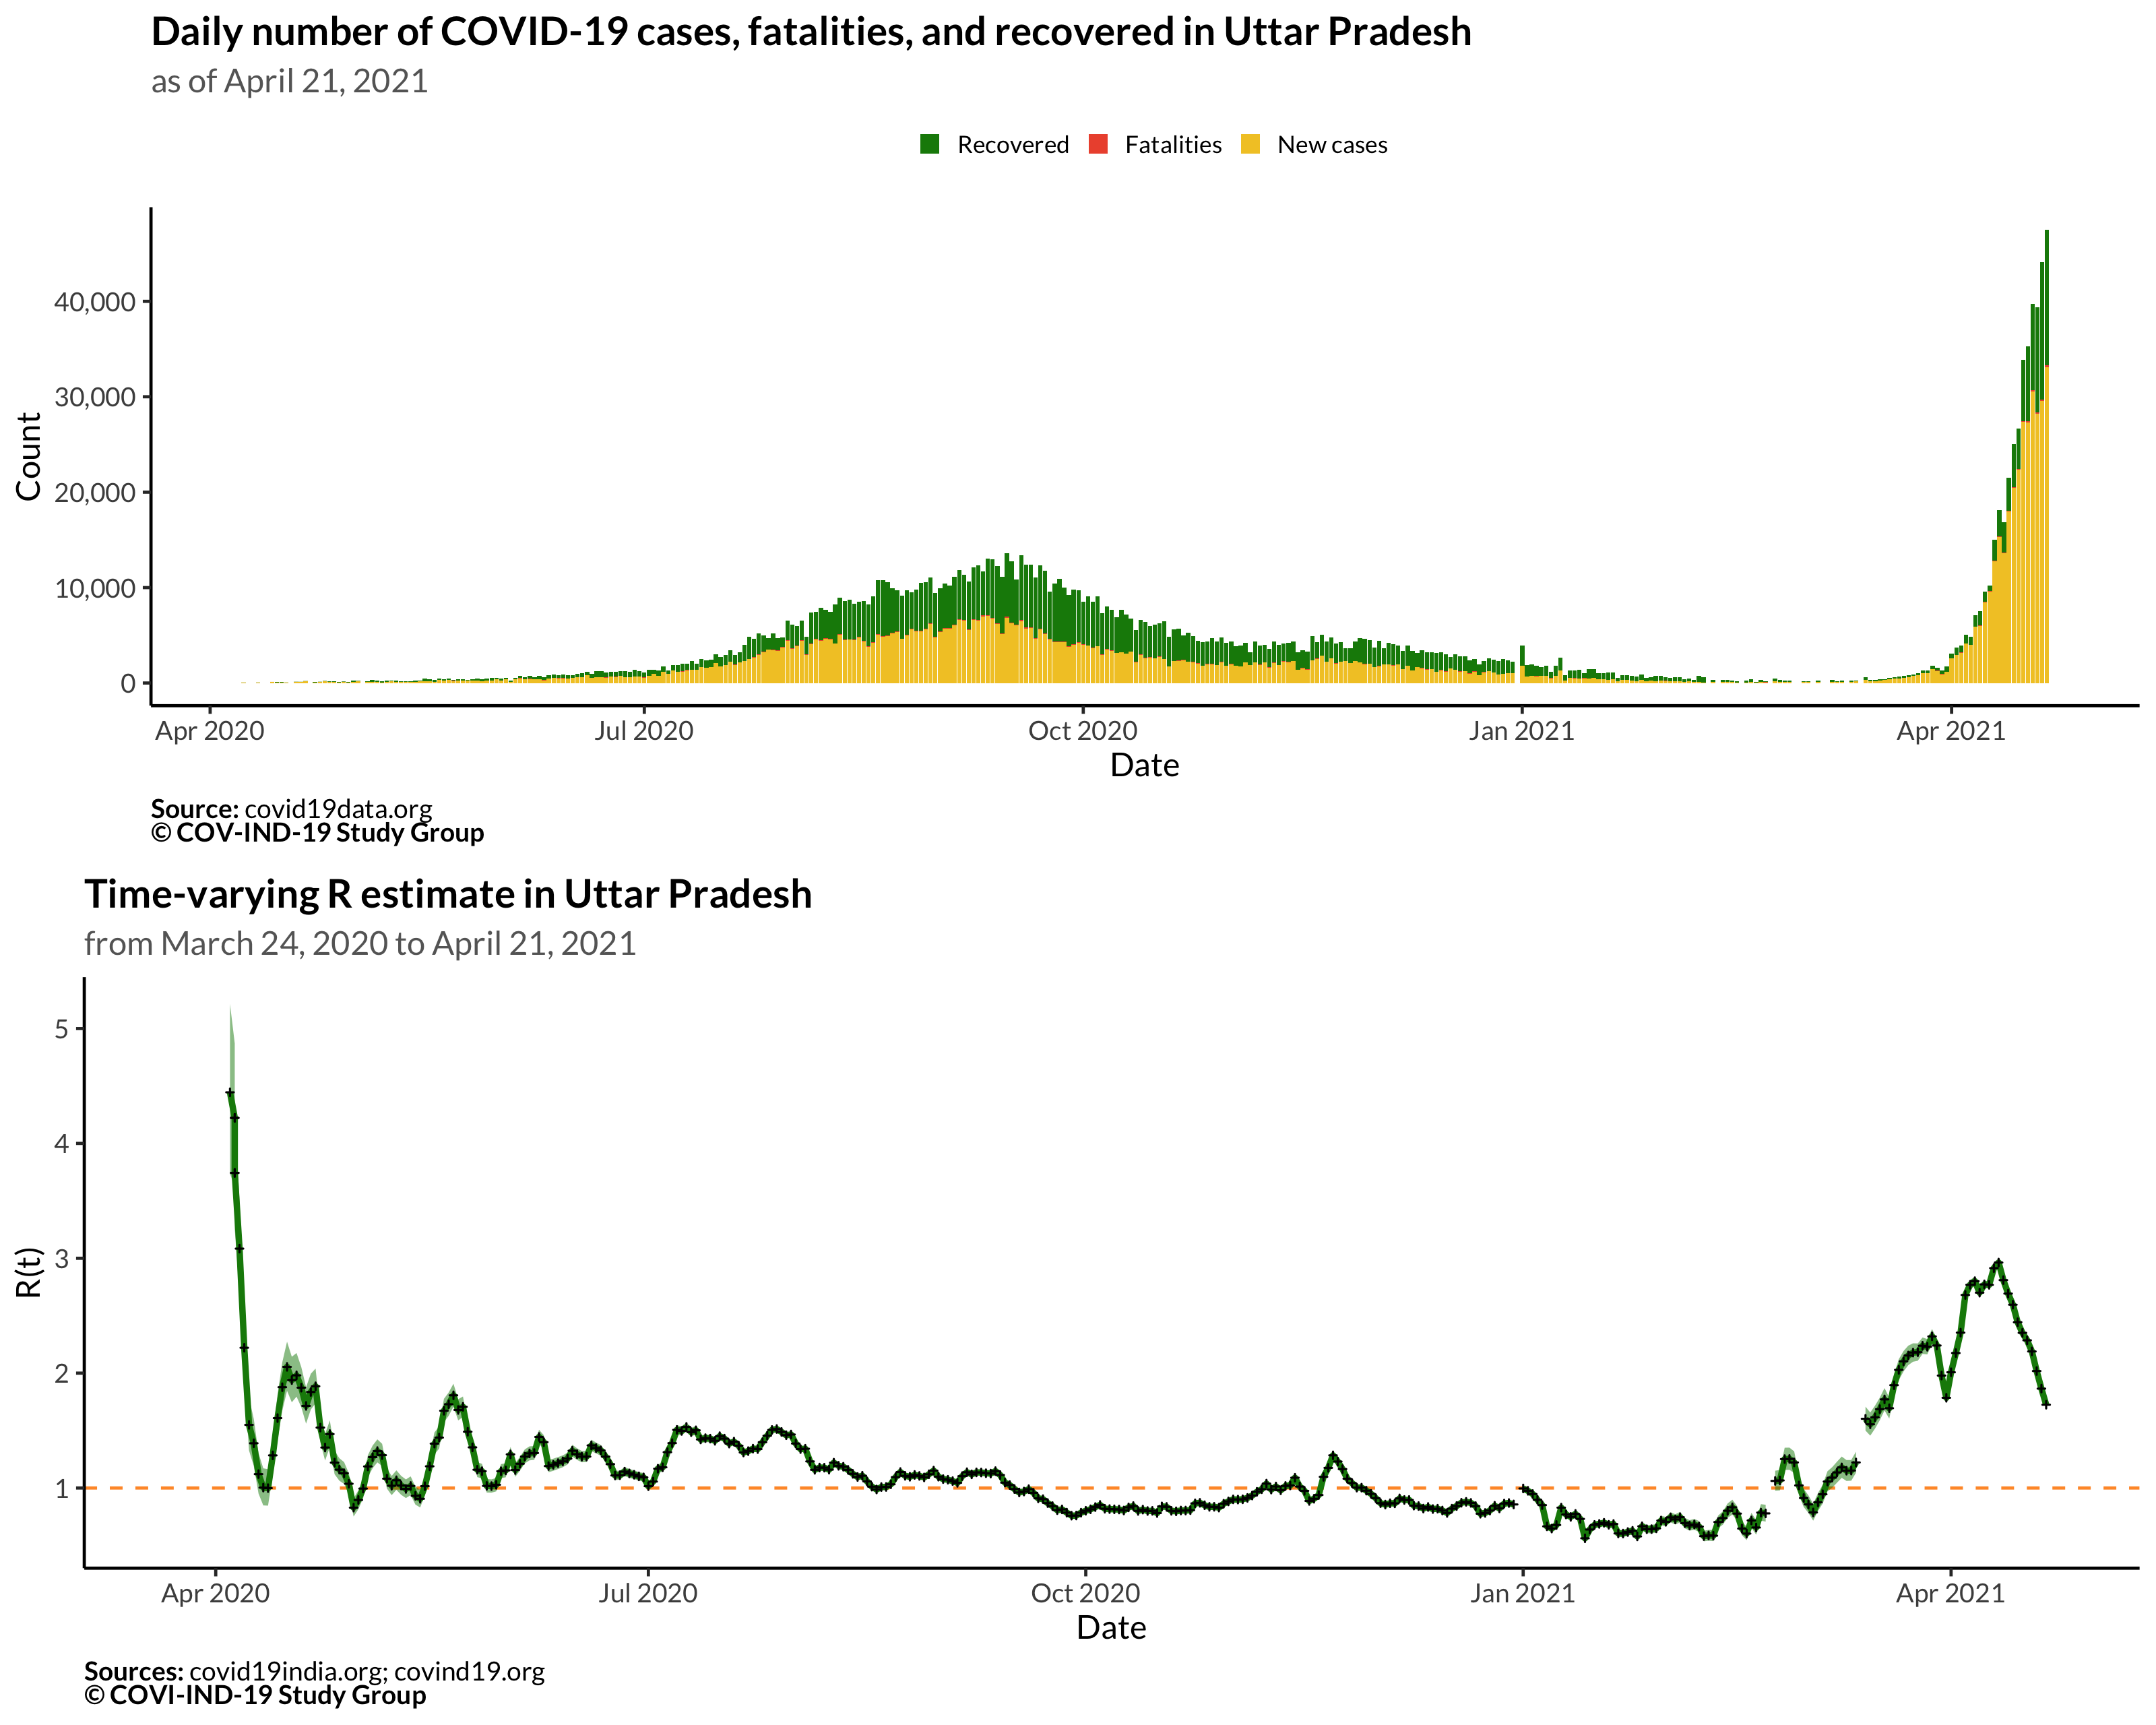 Daily number of COVID-19 cases, fatalities, and recovered in Uttar Pradesh
as of April 21, 2021
Recovered Fatalities New cases
Count
40,000
30,000
20,000
10,000
0
Apr 2020 Jul 2020 Oct 2020 Jan 2021 Apr 2021
Date
Source: covid19data.org
© COV-IND-19 Study Group
Time-varying R estimate in Uttar Pradesh
from March 24, 2020 to April 21, 2021
R(t)
5
4
3
2
1
Apr 2020 Jul 2020 Oct 2020 Jan 2021 Apr 2021
Date
Sources: covid19india.org; covind19.org
© COVI-IND-19 Study Group